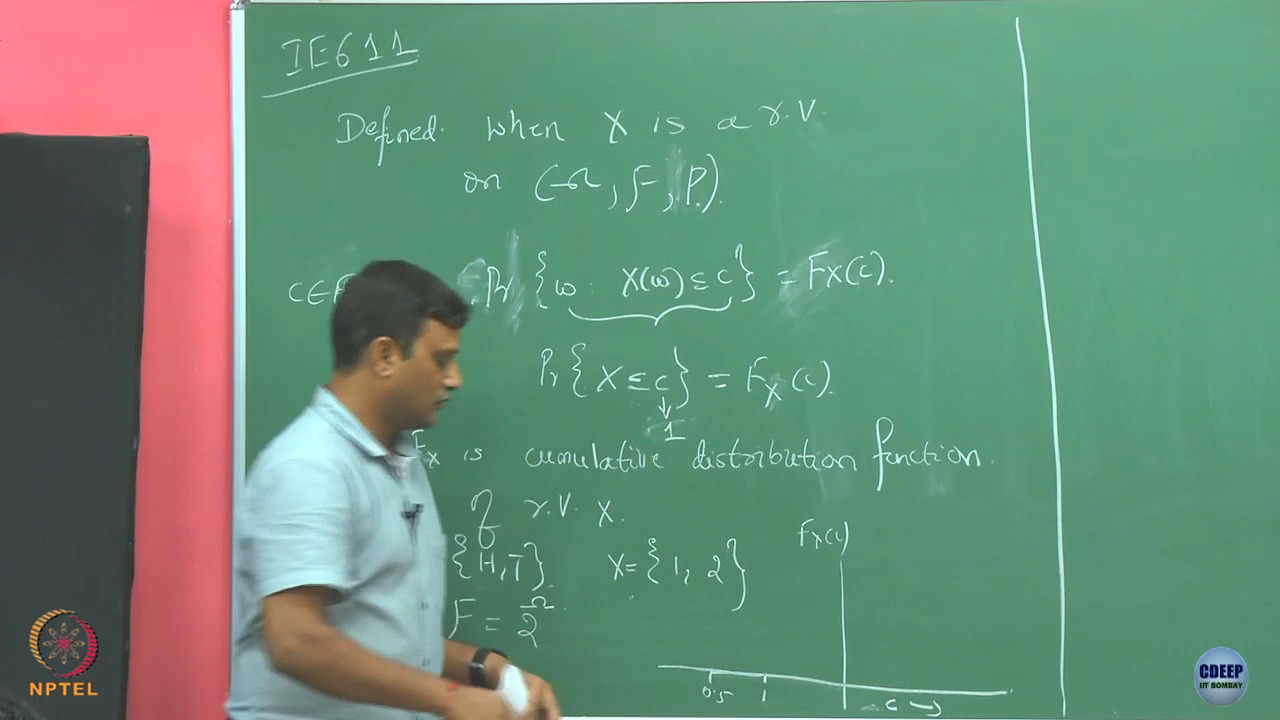 IE611
Defined when X is a r.v.
on (Ω, F, P).
Pr {ω: X(ω) ≤ c} = FX(c).
Pr{X ≤ c} = FX(c).
1
FX is cumulative distribution function
of r.v. X.
{H,T}. X = {1, 2}
F = 2^Ω.
FX(c)
0.5 1 c →
NPTEL
CDEEP
IIT BOMBAY